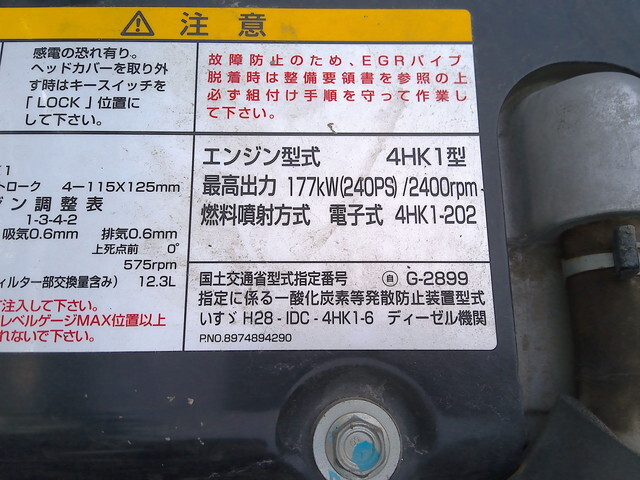 ⚠ 注意
感電の恐れ有り。
ヘッドカバーを取り外
す時はキースイッチを
「LOCK」位置に
して下さい。
故障防止のため、EGRパイプ
脱着時は整備要領書を参照の上
必ず組付け手順を守って作業し
て下さい。
トローク 4-115X125mm
ジン調整表
1-3-4-2
吸気0.6mm 排気0.6mm
上死点前 0°
575rpm
ィルター部交換量含み) 12.3L
注入して下さい。
レベルゲージMAX位置以上
れないで下さい。
エンジン型式 4HK1型
最高出力 177kW(240PS)/2400rpm
燃料噴射方式 電子式 4HK1-202
国土交通省型式指定番号 自 G-2899
指定に係る一酸化炭素等発散防止装置型式
いすゞ H28-IDC-4HK1-6 ディーゼル機関
P.NO.8974894290